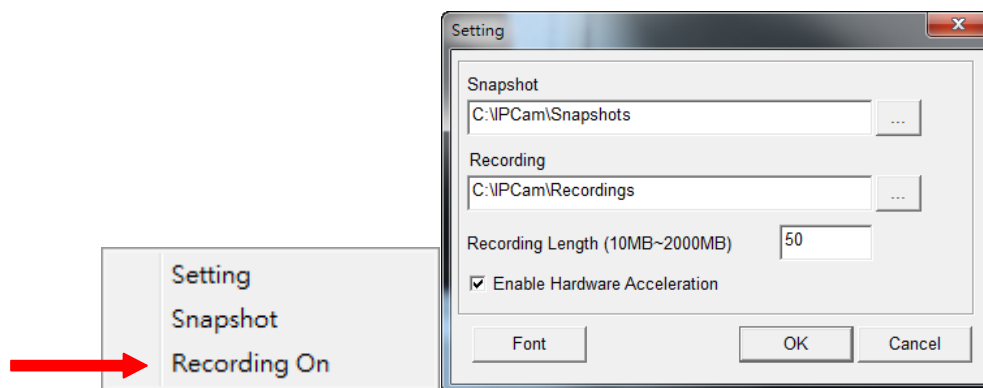 Setting
Snapshot
Recording On
Setting
x
Snapshot
C:\IPCam\Snapshots
...
Recording
C:\IPCam\Recordings
...
Recording Length (10MB~2000MB)
50
Enable Hardware Acceleration
Font
OK
Cancel